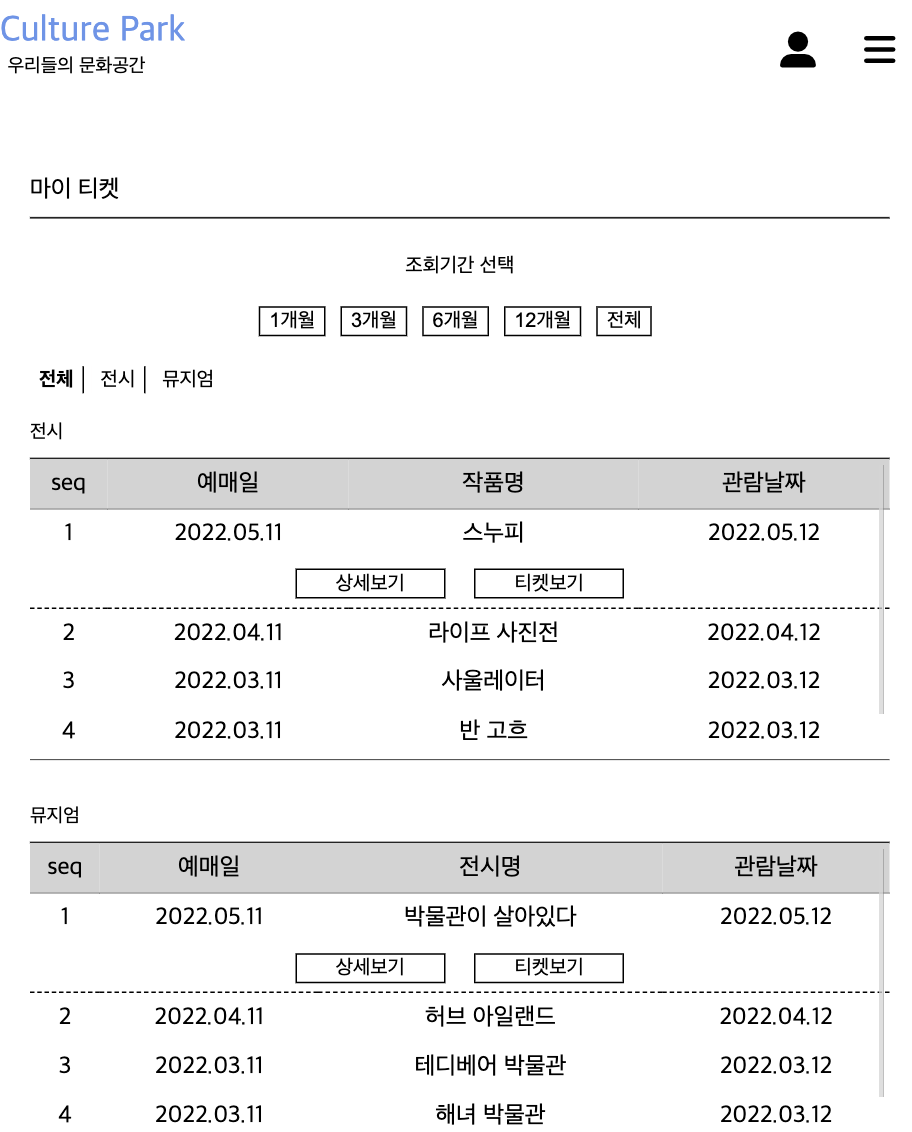 Culture Park
우리들의 문화공간
마이 티켓
조회기간 선택
1개월 3개월 6개월 12개월 전체
전체 전시 뮤지엄
전시
seq 예매일 작품명 관람날짜
1 2022.05.11 스누피 2022.05.12
상세보기 티켓보기
2 2022.04.11 라이프 사진전 2022.04.12
3 2022.03.11 사울레이터 2022.03.12
4 2022.03.11 반 고흐 2022.03.12
뮤지엄
seq 예매일 전시명 관람날짜
1 2022.05.11 박물관이 살아있다 2022.05.12
상세보기 티켓보기
2 2022.04.11 허브 아일랜드 2022.04.12
3 2022.03.11 테디베어 박물관 2022.03.12
4 2022.03.11 해녀 박물관 2022.03.12